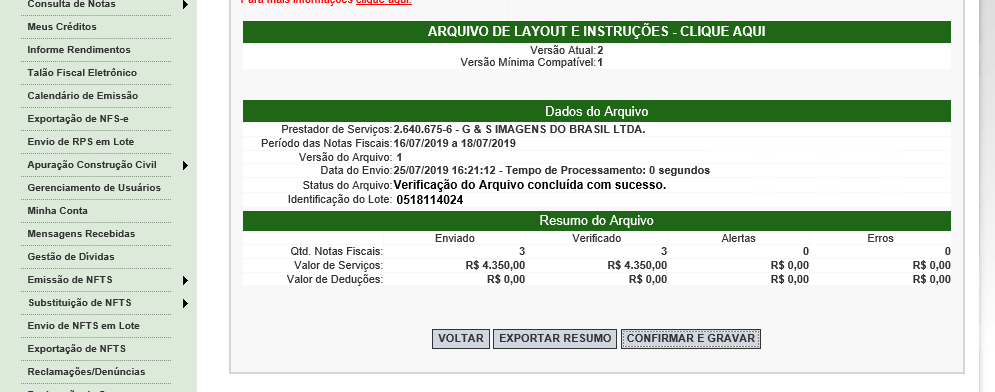 Consulta de Notas
Meus Créditos
Informe Rendimentos
Talão Fiscal Eletrônico
Calendário de Emissão
Exportação de NFS-e
Envio de RPS em Lote
Apuração Construção Civil
Gerenciamento de Usuários
Minha Conta
Mensagens Recebidas
Gestão de Dívidas
Emissão de NFTS
Substituição de NFTS
Envio de NFTS em Lote
Exportação de NFTS
Reclamações/Denúncias
Para mais informações clique aqui.
ARQUIVO DE LAYOUT E INSTRUÇÕES - CLIQUE AQUI
Versão Atual: 2
Versão Mínima Compatível: 1
Dados do Arquivo
Prestador de Serviços: 2.640.675-6 - G & S IMAGENS DO BRASIL LTDA.
Período das Notas Fiscais: 16/07/2019 a 18/07/2019
Versão do Arquivo: 1
Data do Envio: 25/07/2019 16:21:12 - Tempo de Processamento: 0 segundos
Status do Arquivo: Verificação do Arquivo concluída com sucesso.
Identificação do Lote: 0518114024
Resumo do Arquivo
Enviado Verificado Alertas Erros
Qtd. Notas Fiscais: 3 3 0 0
Valor de Serviços: R$ 4.350,00 R$ 4.350,00 R$ 0,00 R$ 0,00
Valor de Deduções: R$ 0,00 R$ 0,00 R$ 0,00 R$ 0,00
VOLTAR EXPORTAR RESUMO CONFIRMAR E GRAVAR